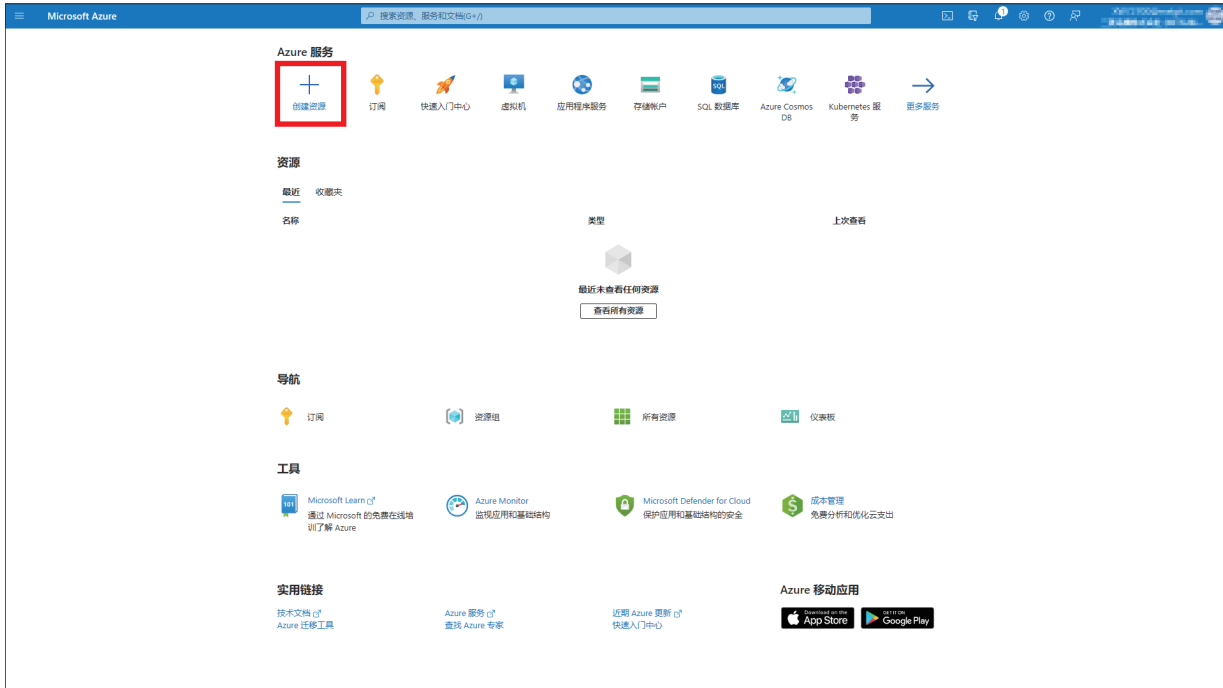 Microsoft Azure
搜索资源、服务和文档(G+/)
1
Azure 服务
创建资源
订阅
快速入门中心
虚拟机
应用程序服务
存储帐户
SQL
SQL 数据库
Azure Cosmos
DB
Kubernetes 服
务
更多服务
资源
最近
收藏夹
名称
类型
上次查看
最近未查看任何资源
查看所有资源
导航
订阅
资源组
所有资源
仪表板
工具
101
Microsoft Learn
通过 Microsoft 的免费在线培
训了解 Azure
Azure Monitor
监视应用和基础结构
Microsoft Defender for Cloud
保护应用和基础结构的安全
成本管理
免费分析和优化云支出
实用链接
技术文档
Azure 迁移工具
Azure 服务
查找 Azure 专家
近期 Azure 更新
快速入门中心
Azure 移动应用
Download on the
App Store
GET IT ON
Google Play